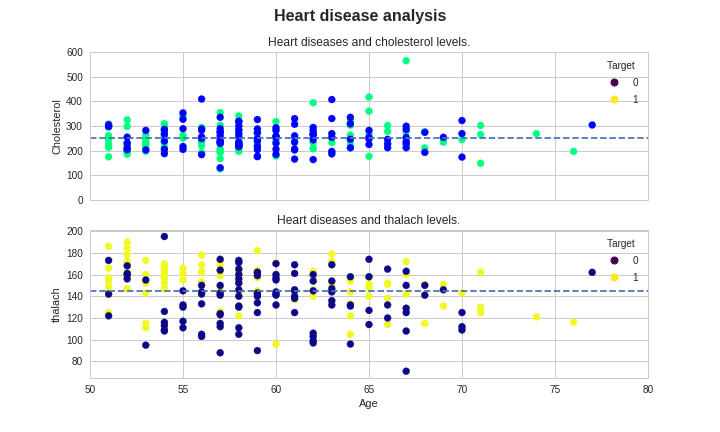 Heart disease analysis
Heart diseases and cholesterol levels.
600
500
400
300
200
100
0
Cholesterol
Target
0
1
Heart diseases and thalach levels.
200
180
160
140
120
100
80
thalach
Target
0
1
50 55 60 65 70 75 80
Age